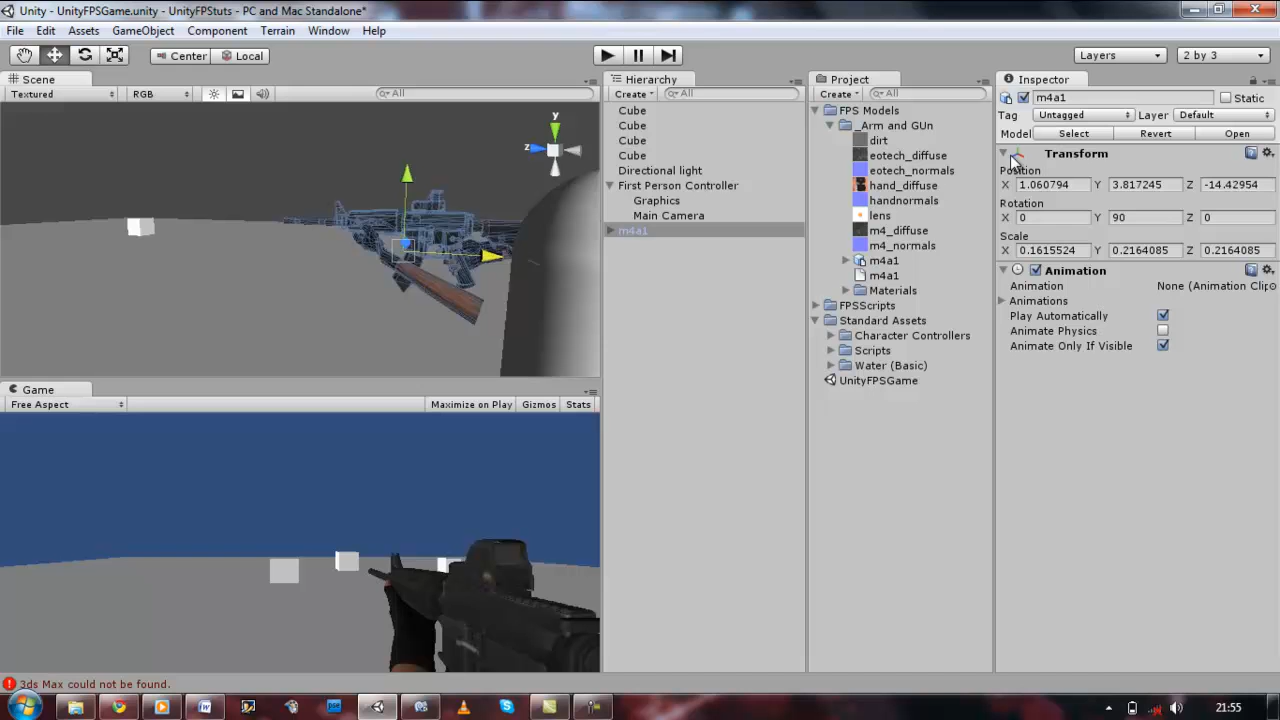 Unity - UnityFPSGame.unity - UnityFPStuts - PC and Mac Standalone*
File Edit Assets GameObject Component Terrain Window Help
Center Local Layers 2 by 3
Scene
Textured RGB All
y
z
Game
Free Aspect Maximize on Play Gizmos Stats
Hierarchy
Create All
Cube
Cube
Cube
Cube
Directional light
First Person Controller
Graphics
Main Camera
m4a1
Project
Create All
FPS Models
_Arm and GUn
dirt
eotech_diffuse
eotech_normals
hand_diffuse
handnormals
lens
m4_diffuse
m4_normals
m4a1
m4a1
Materials
FPSScripts
Standard Assets
Character Controllers
Scripts
Water (Basic)
UnityFPSGame
Inspector
m4a1 Static
Tag Untagged Layer Default
Model Select Revert Open
Transform
Position
X 1.060794 Y 3.817245 Z -14.42954
Rotation
X 0 Y 90 Z 0
Scale
X 0.1615524 Y 0.2164085 Z 0.2164085
Animation
Animation None (Animation Clip
Animations
Play Automatically
Animate Physics
Animate Only If Visible
3ds Max could not be found.
21:55